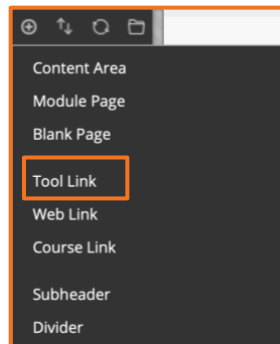 Content Area
Module Page
Blank Page
Tool Link
Web Link
Course Link
Subheader
Divider